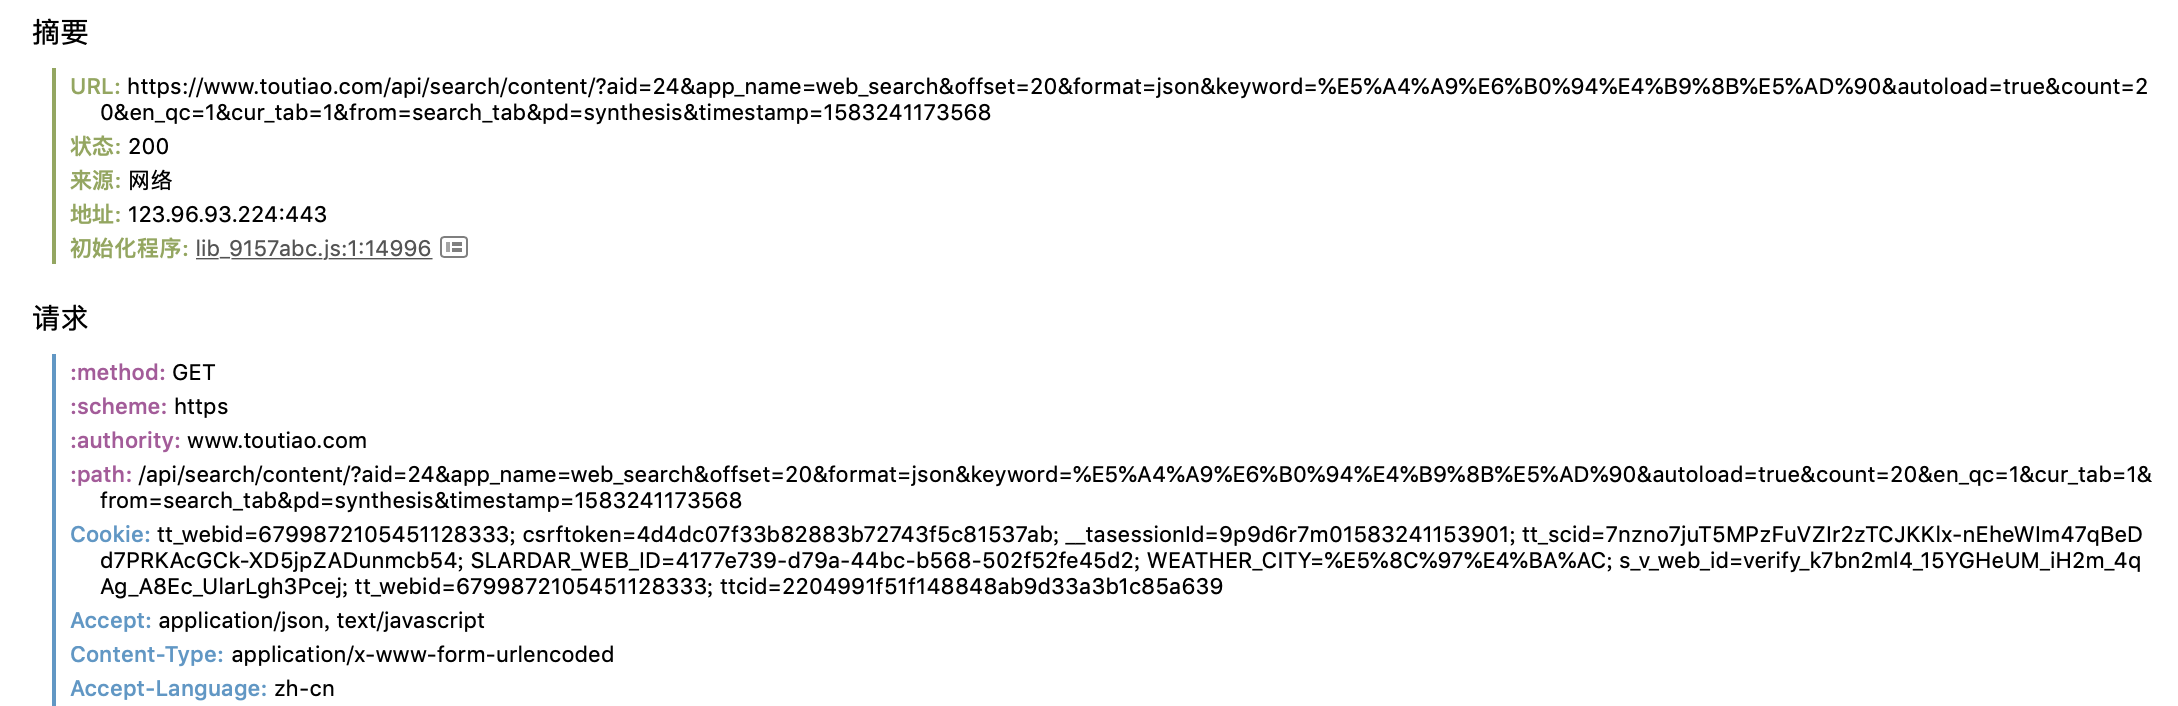 摘要
URL: https://www.toutiao.com/api/search/content/?aid=24&app_name=web_search&offset=20&format=json&keyword=%E5%A4%A9%E6%B0%94%E4%B9%8B%E5%AD%90&autoload=true&count=2
0&en_qc=1&cur_tab=1&from=search_tab&pd=synthesis&timestamp=1583241173568
状态: 200
来源: 网络
地址: 123.96.93.224:443
初始化程序: lib_9157abc.js:1:14996
请求
:method: GET
:scheme: https
:authority: www.toutiao.com
:path: /api/search/content/?aid=24&app_name=web_search&offset=20&format=json&keyword=%E5%A4%A9%E6%B0%94%E4%B9%8B%E5%AD%90&autoload=true&count=20&en_qc=1&cur_tab=1&
from=search_tab&pd=synthesis&timestamp=1583241173568
Cookie: tt_webid=6799872105451128333; csrftoken=4d4dc07f33b82883b72743f5c81537ab; __tasessionId=9p9d6r7m01583241153901; tt_scid=7nzno7juT5MPzFuVZIr2zTCJKKlx-nEheWIm47qBeD
d7PRKAcGCk-XD5jpZADunmcb54; SLARDAR_WEB_ID=4177e739-d79a-44bc-b568-502f52fe45d2; WEATHER_CITY=%E5%8C%97%E4%BA%AC; s_v_web_id=verify_k7bn2ml4_15YGHeUM_iH2m_4q
Ag_A8Ec_UlarLgh3Pcej; tt_webid=6799872105451128333; ttcid=2204991f51f148848ab9d33a3b1c85a639
Accept: application/json, text/javascript
Content-Type: application/x-www-form-urlencoded
Accept-Language: zh-cn